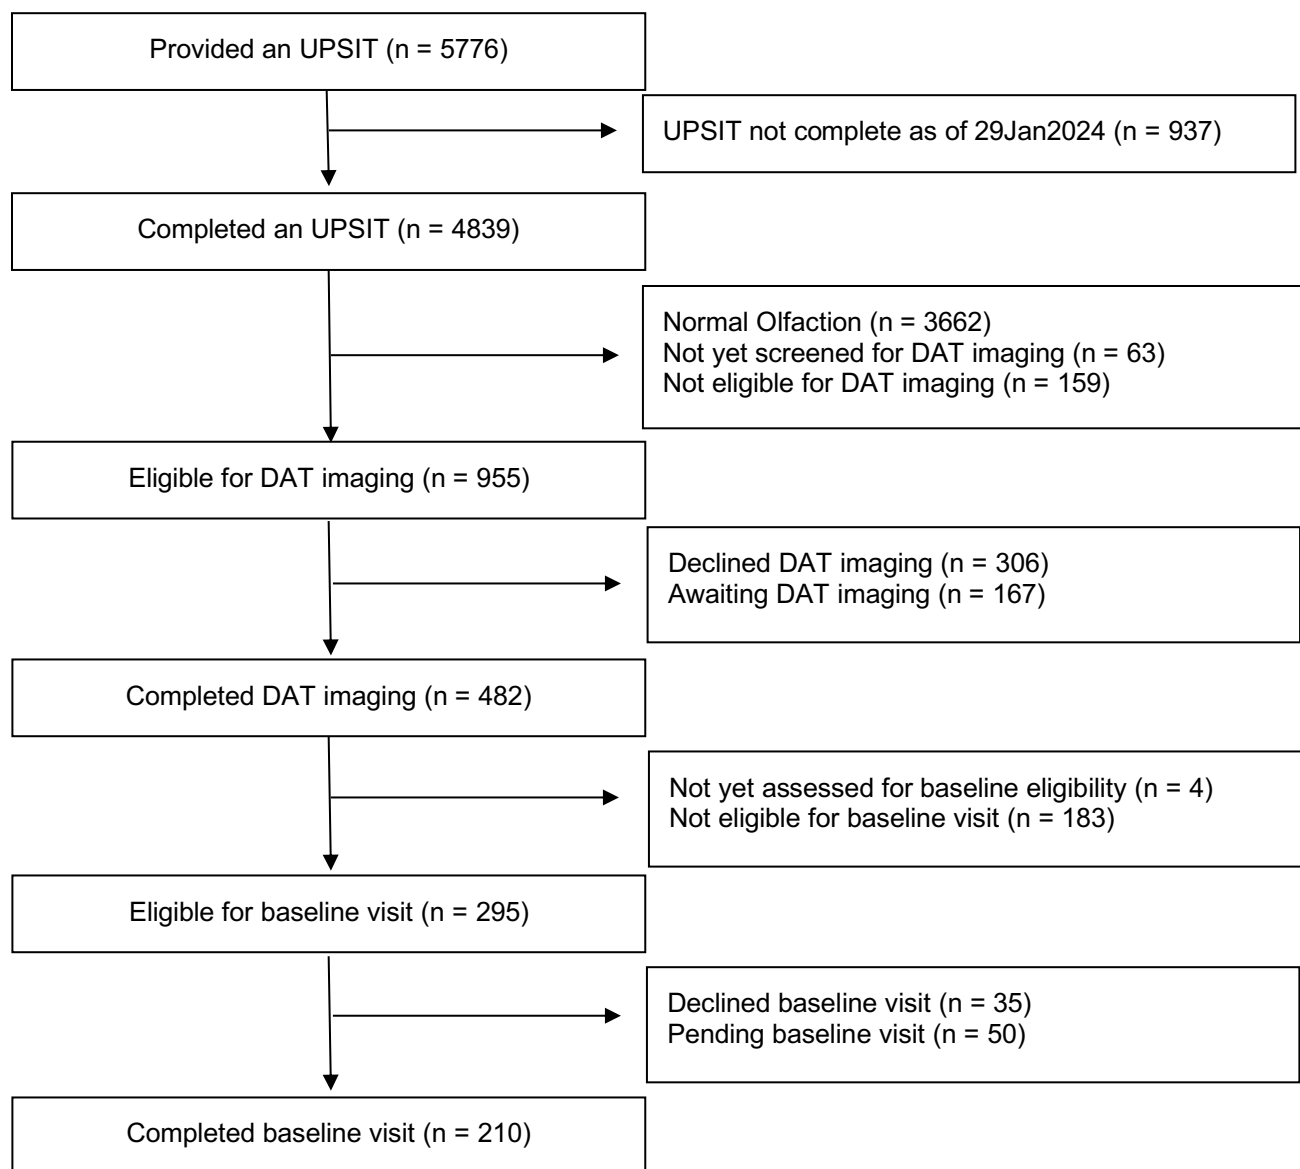 Provided an UPSIT (n = 5776)
UPSIT not complete as of 29Jan2024 (n = 937)
Completed an UPSIT (n = 4839)
Normal Olfaction (n = 3662)
Not yet screened for DAT imaging (n = 63)
Not eligible for DAT imaging (n = 159)
Eligible for DAT imaging (n = 955)
Declined DAT imaging (n = 306)
Awaiting DAT imaging (n = 167)
Completed DAT imaging (n = 482)
Not yet assessed for baseline eligibility (n = 4)
Not eligible for baseline visit (n = 183)
Eligible for baseline visit (n = 295)
Declined baseline visit (n = 35)
Pending baseline visit (n = 50)
Completed baseline visit (n = 210)